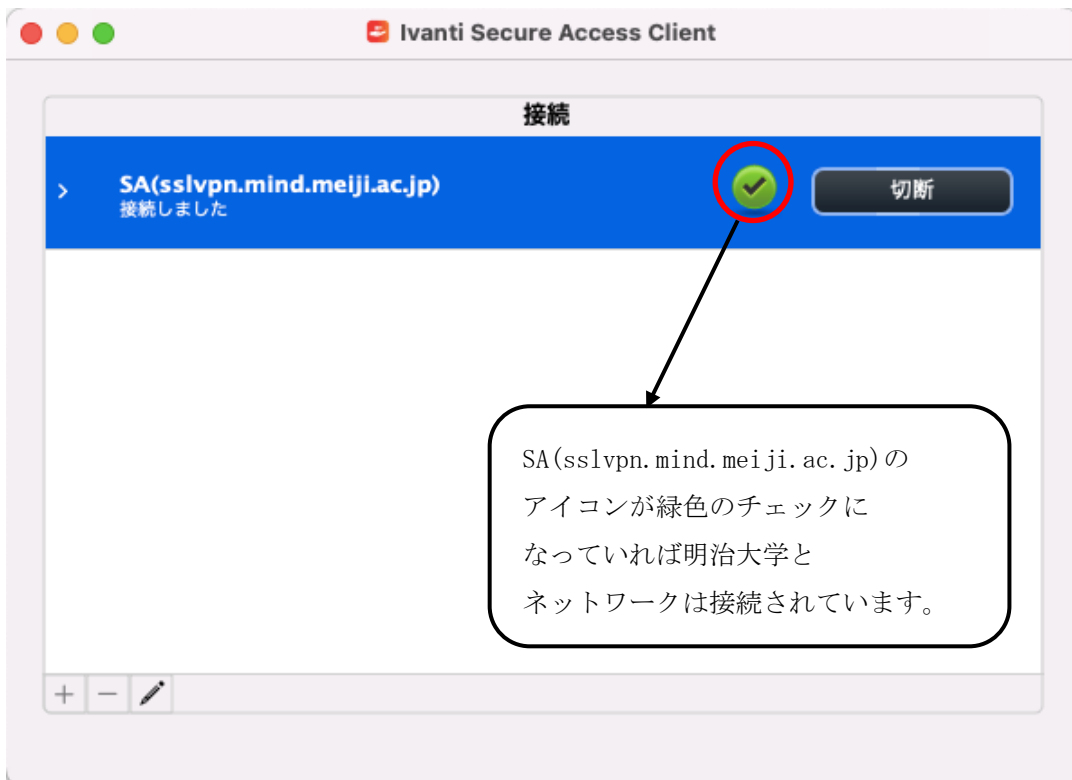 Ivanti Secure Access Client
接続
SA(sslvpn.mind.meiji.ac.jp)
接続しました
切断
SA(sslvpn.mind.meiji.ac.jp)の
アイコンが緑色のチェックに
なっていれば明治大学と
ネットワークは接続されています。